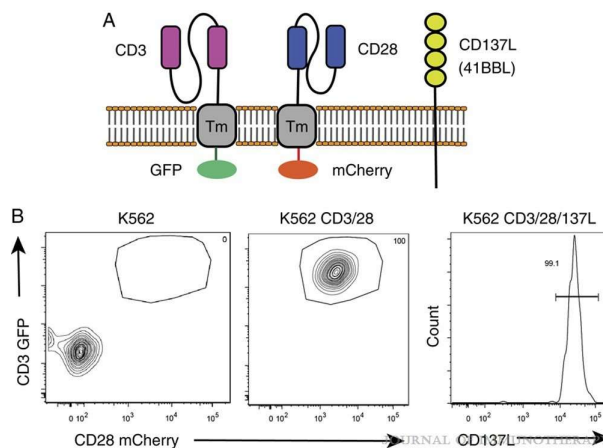 A
CD3
CD28
CD137L
(41BBL)
Tm
Tm
GFP
mCherry
B
K562
K562 CD3/28
K562 CD3/28/137L
0
100
99.1
CD3 GFP
Count
0 10² 10³ 10⁴ 10⁵
0 10² 10³ 10⁴ 10⁵
0 10² 10³ 10⁴ 10⁵
CD28 mCherry
CD137L